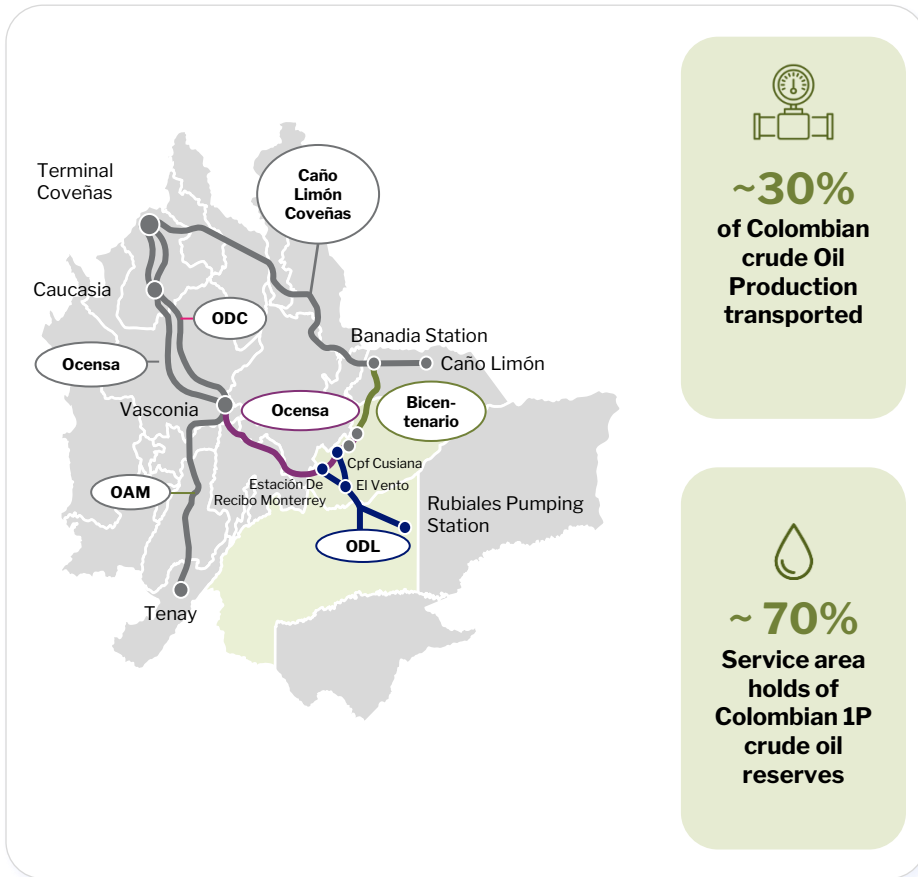 Terminal
Coveñas
Caño
Limón
Coveñas
Caucasia
ODC
Banadia Station
Caño Limón
Ocensa
Vasconia
Ocensa
Bicen-
tenario
Cpf Cusiana
Estación De
Recibo Monterrey
El Vento
OAM
Rubiales Pumping
Station
ODL
Tenay
~30%
of Colombian
crude Oil
Production
transported
~ 70%
Service area
holds of
Colombian 1P
crude oil
reserves